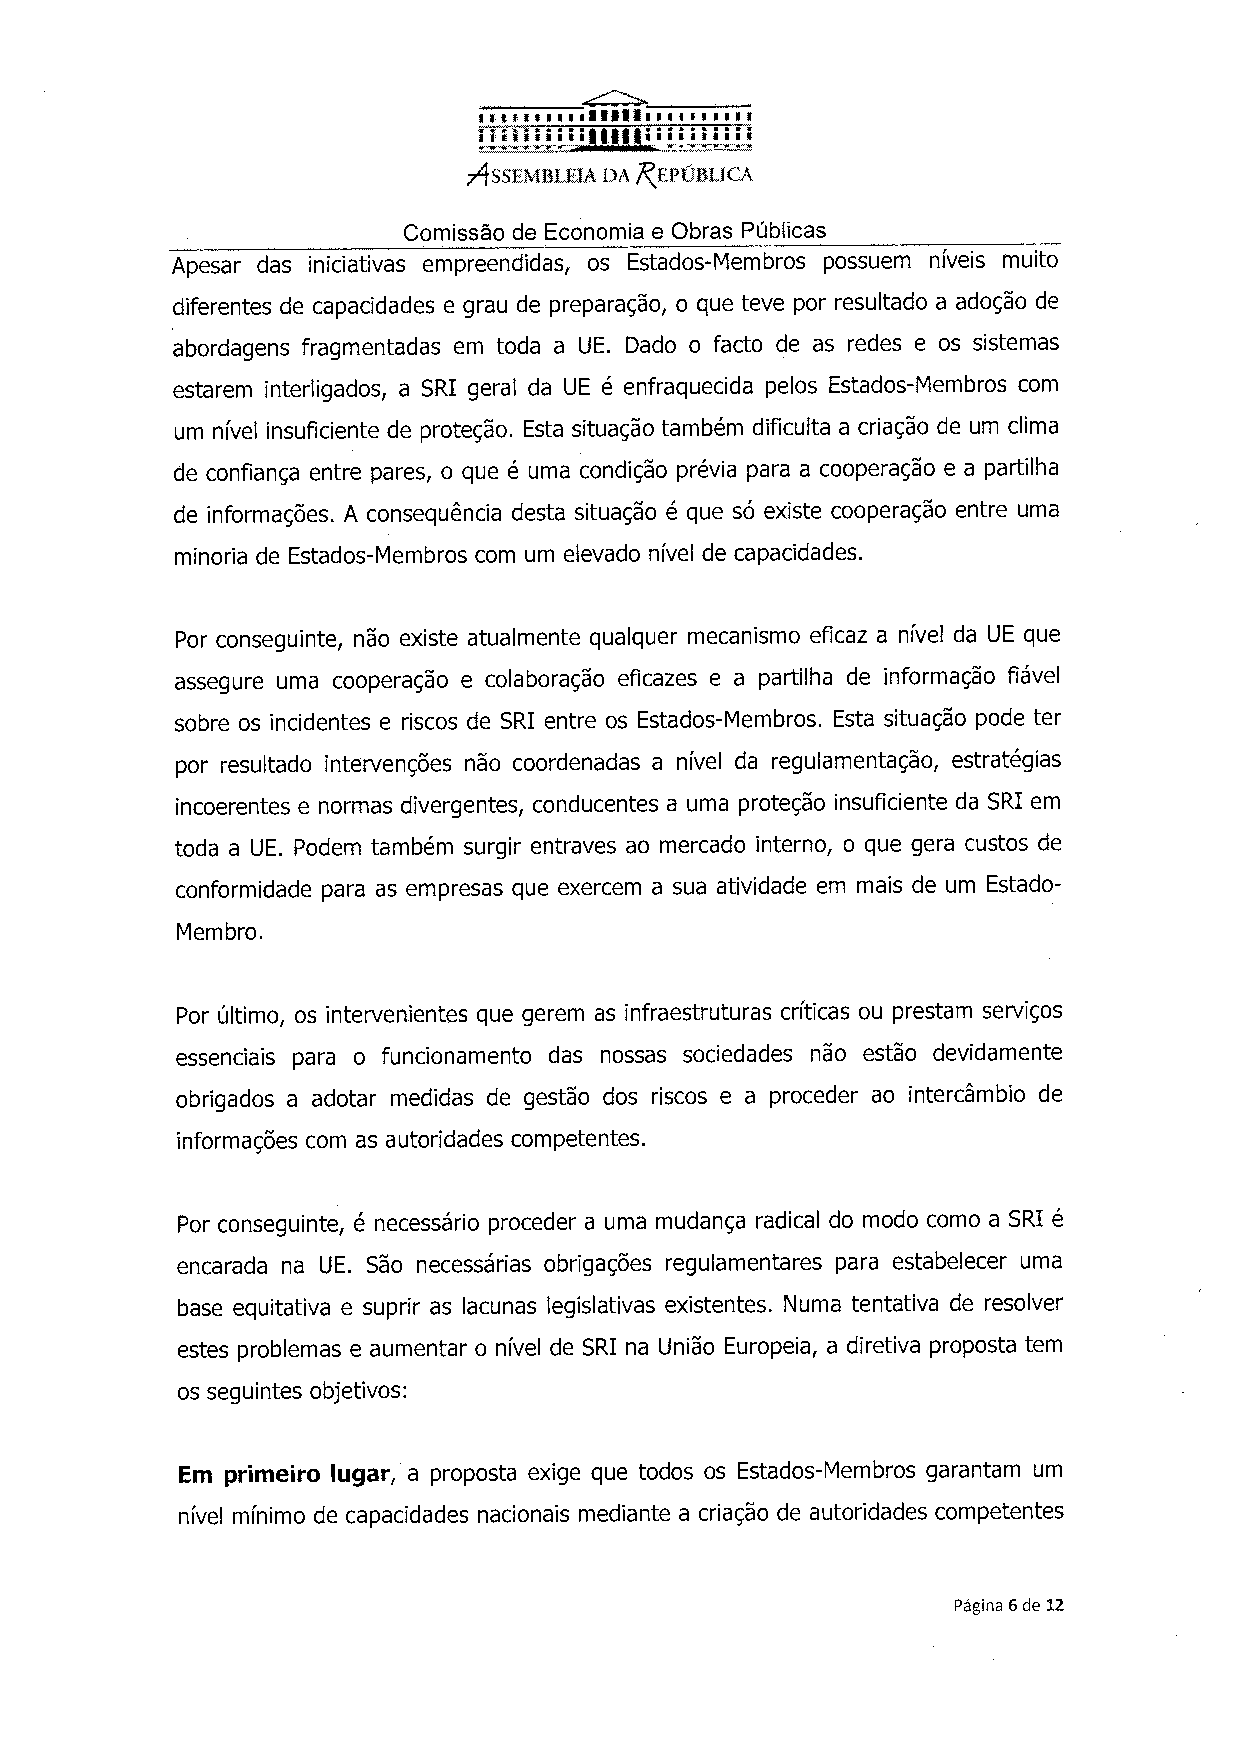 ASSEMBLEIA DA REPÚBLICA
Comissão de Economia e Obras Públicas
Apesar das iniciativas empreendidas, os Estados-Membros possuem níveis muito
diferentes de capacidades e grau de preparação, o que teve por resultado a adoção de
abordagens fragmentadas em toda a UE. Dado o facto de as redes e os sistemas
estarem interligados, a SRI geral da UE é enfraquecida pelos Estados-Membros com
um nível insuficiente de proteção. Esta situação também dificulta a criação de um clima
de confiança entre pares, o que é uma condição prévia para a cooperação e a partilha
de informações. A consequência desta situação é que só existe cooperação entre uma
minoria de Estados-Membros com um elevado nível de capacidades.
Por conseguinte, não existe atualmente qualquer mecanismo eficaz a nível da UE que
assegure uma cooperação e colaboração eficazes e a partilha de informação fiável
sobre os incidentes e riscos de SRI entre os Estados-Membros. Esta situação pode ter
por resultado intervenções não coordenadas a nível da regulamentação, estratégias
incoerentes e normas divergentes, conducentes a uma proteção insuficiente da SRI em
toda a UE. Podem também surgir entraves ao mercado interno, o que gera custos de
conformidade para as empresas que exercem a sua atividade em mais de um Estado-
Membro.
Por último, os intervenientes que gerem as infraestruturas críticas ou prestam serviços
essenciais para o funcionamento das nossas sociedades não estão devidamente
obrigados a adotar medidas de gestão dos riscos e a proceder ao intercâmbio de
informações com as autoridades competentes.
Por conseguinte, é necessário proceder a uma mudança radical do modo como a SRI é
encarada na UE. São necessárias obrigações regulamentares para estabelecer uma
base equitativa e suprir as lacunas legislativas existentes. Numa tentativa de resolver
estes problemas e aumentar o nível de SRI na União Europeia, a diretiva proposta tem
os seguintes objetivos:
Em primeiro lugar, a proposta exige que todos os Estados-Membros garantam um
nível mínimo de capacidades nacionais mediante a criação de autoridades competentes
Página 6 de 12